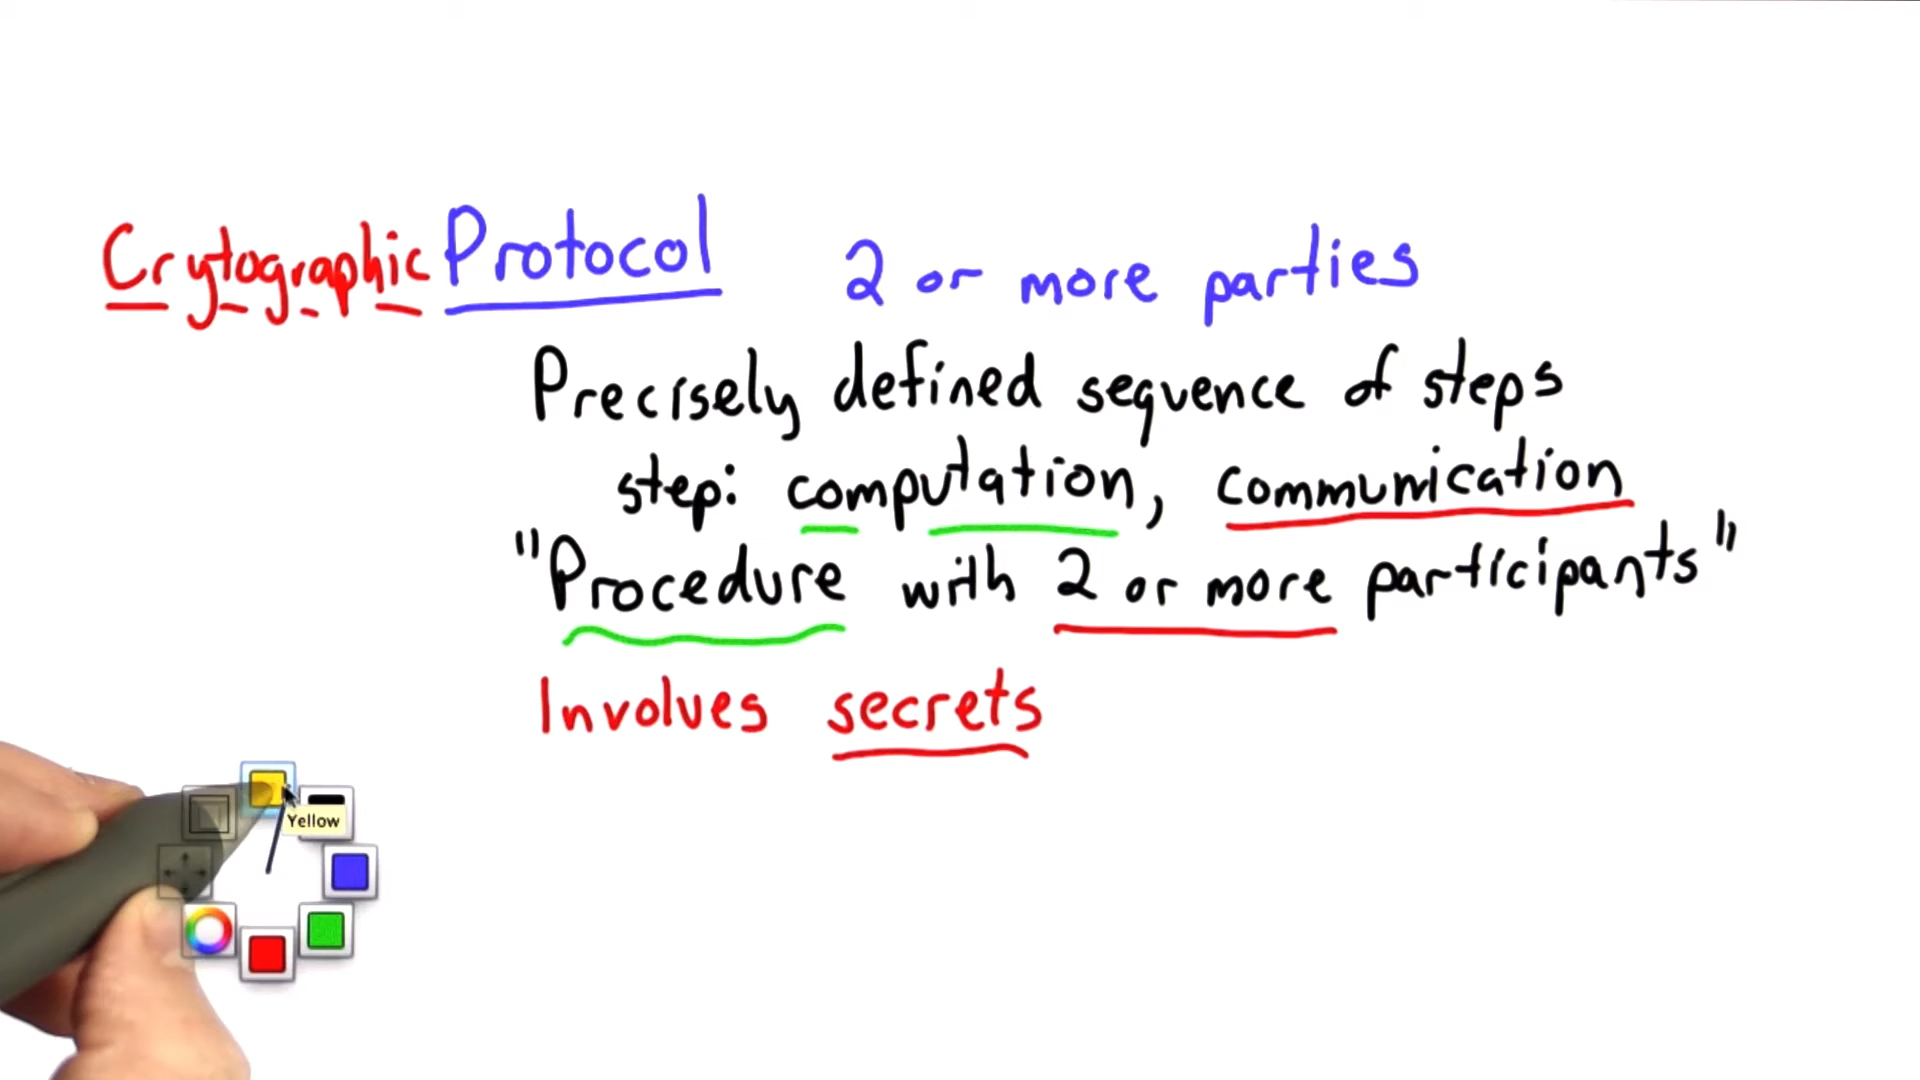 Crytographic Protocol 2 or more parties
Precisely defined sequence of steps
step: computation, communication
"Procedure with 2 or more participants"
Involves secrets
Yellow